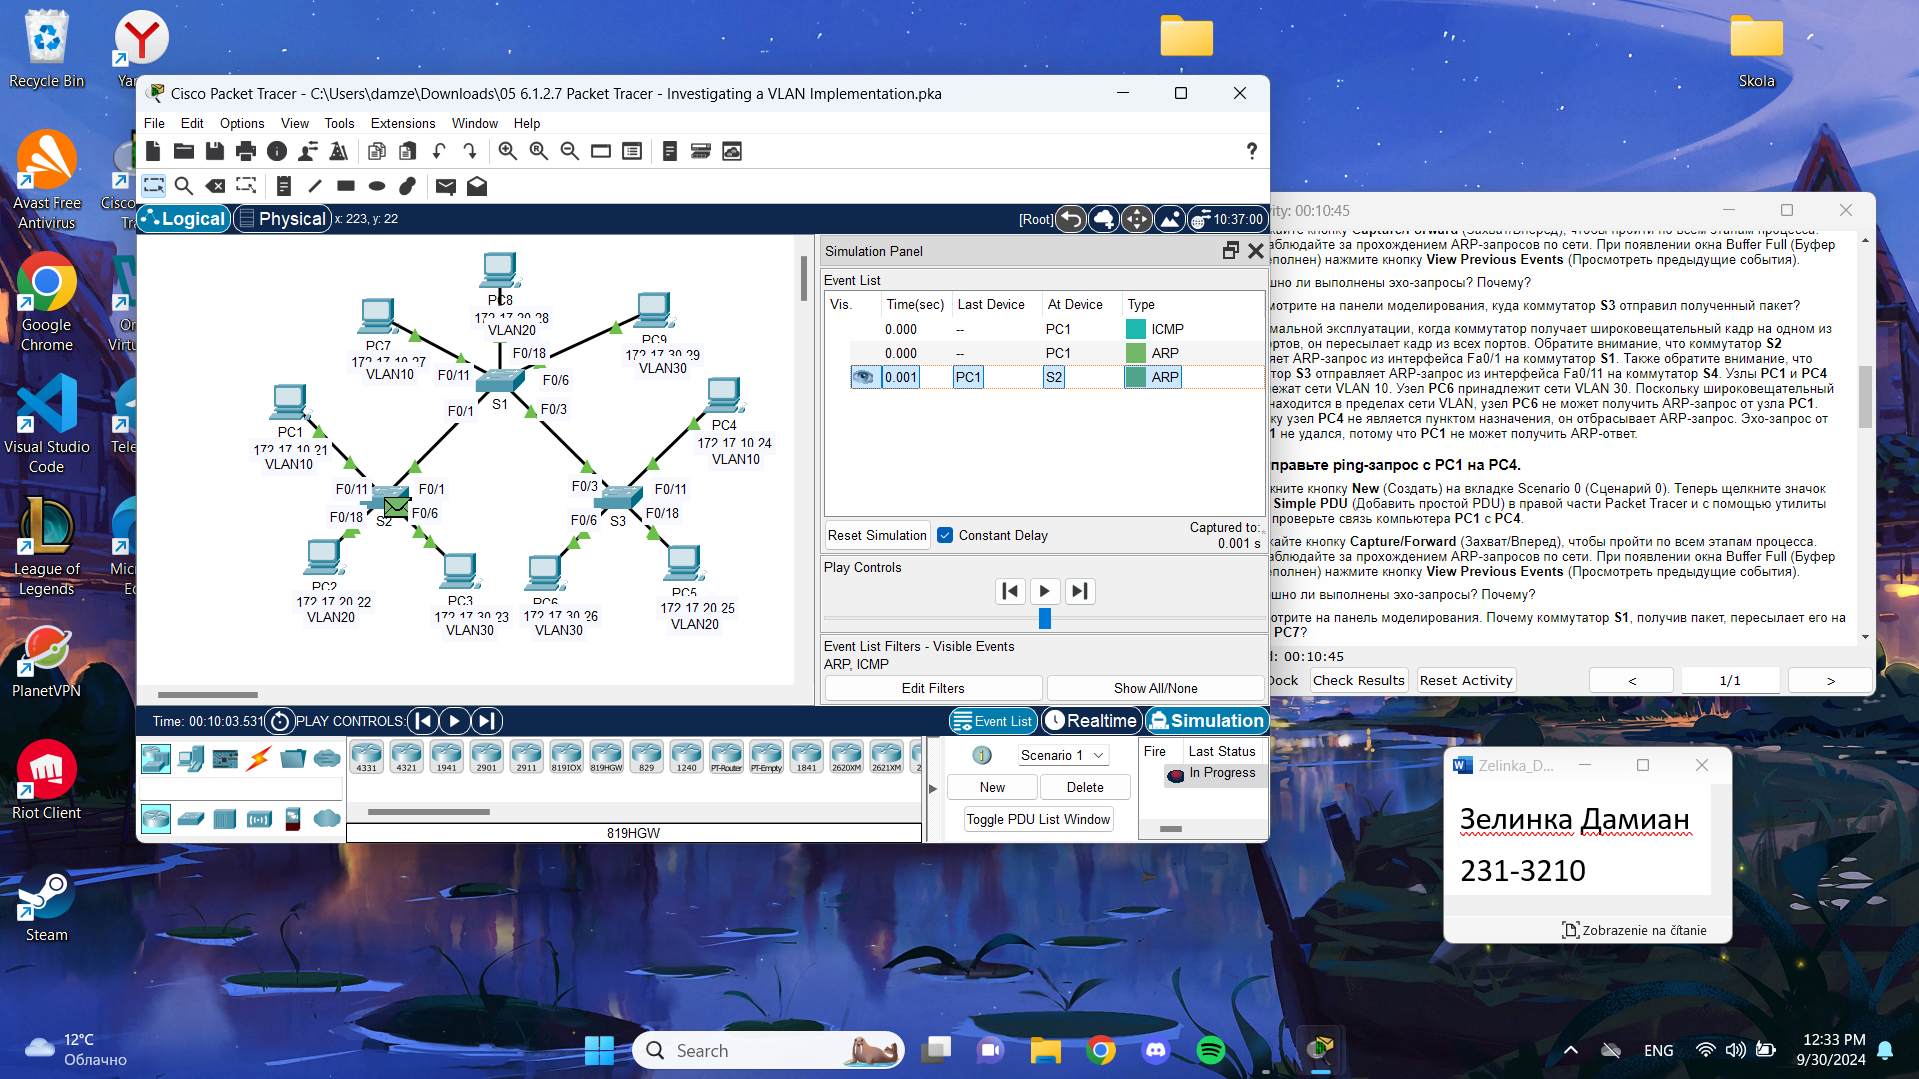 Recycle Bin
Avast Free Antivirus
Google Chrome
Visual Studio Code
League of Legends
PlanetVPN
Riot Client
Steam
Skola
Cisco Packet Tracer - C:\Users\damze\Downloads\05 6.1.2.7 Packet Tracer - Investigating a VLAN Implementation.pka
File Edit Options View Tools Extensions Window Help
Logical Physical x: 223, y: 22
[Root] 10:37:00
PC8
172.17.20.28
VLAN20
PC7
172.17.10.27
VLAN10
PC9
172.17.30.29
VLAN30
F0/18
F0/11
F0/6
S1
F0/1
F0/3
PC1
172.17.10.21
VLAN10
PC4
172.17.10.24
VLAN10
F0/11
F0/1
F0/18
F0/6
S2
F0/3
F0/11
F0/6
F0/18
S3
PC2
172.17.20.22
VLAN20
PC3
172.17.30.23
VLAN30
PC6
172.17.30.26
VLAN30
PC5
172.17.20.25
VLAN20
Simulation Panel
Event List
Vis. Time(sec) Last Device At Device Type
0.000 -- PC1 ICMP
0.000 -- PC1 ARP
0.001 PC1 S2 ARP
Reset Simulation Constant Delay
Captured to:
0.001 s
Play Controls
Event List Filters - Visible Events
ARP, ICMP
Edit Filters Show All/None
Time: 00:10:03.531 PLAY CONTROLS:
Event List Realtime Simulation
4331 4321 1941 2901 2911 819IOX 819HGW 829 1240 PT-Router PT-Empty 1841 2620XM 2621XM
819HGW
Scenario 1
New Delete
Toggle PDU List Window
Fire Last Status
In Progress
ity: 00:10:45
кайте кнопку Capture/Forward (Захват/Вперед), чтобы пройти по всем этапам процесса.
аблюдайте за прохождением ARP-запросов по сети. При появлении окна Buffer Full (Буфер
еполнен) нажмите кнопку View Previous Events (Просмотреть предыдущие события).
шно ли выполнены эхо-запросы? Почему?
мотрите на панели моделирования, куда коммутатор S3 отправил полученный пакет?
мальной эксплуатации, когда коммутатор получает широковещательный кадр на одном из
ортов, он пересылает кадр из всех портов. Обратите внимание, что коммутатор S2
яет ARP-запрос из интерфейса Fa0/1 на коммутатор S1. Также обратите внимание, что
тор S3 отправляет ARP-запрос из интерфейса Fa0/11 на коммутатор S4. Узлы PC1 и PC4
лежат сети VLAN 10. Узел PC6 принадлежит сети VLAN 30. Поскольку широковещательный
находится в пределах сети VLAN, узел PC6 не может получить ARP-запрос от узла PC1.
ку узел PC4 не является пунктом назначения, он отбрасывает ARP-запрос. Эхо-запрос от
1 не удался, потому что PC1 не может получить ARP-ответ.
правьте ping-запрос с PC1 на PC4.
кните кнопку New (Создать) на вкладке Scenario 0 (Сценарий 0). Теперь щелкните значок
Simple PDU (Добавить простой PDU) в правой части Packet Tracer и с помощью утилиты
проверьте связь компьютера PC1 с PC4.
кайте кнопку Capture/Forward (Захват/Вперед), чтобы пройти по всем этапам процесса.
аблюдайте за прохождением ARP-запросов по сети. При появлении окна Buffer Full (Буфер
еполнен) нажмите кнопку View Previous Events (Просмотреть предыдущие события).
шно ли выполнены эхо-запросы? Почему?
отрите на панель моделирования. Почему коммутатор S1, получив пакет, пересылает его на
PC7?
d: 00:10:45
Dock Check Results Reset Activity < 1/1 >
Zelinka_D...
Зелинка Дамиан
231-3210
Zobrazenie na čítanie
12°C
Облачно
Search
ENG
12:33 PM
9/30/2024